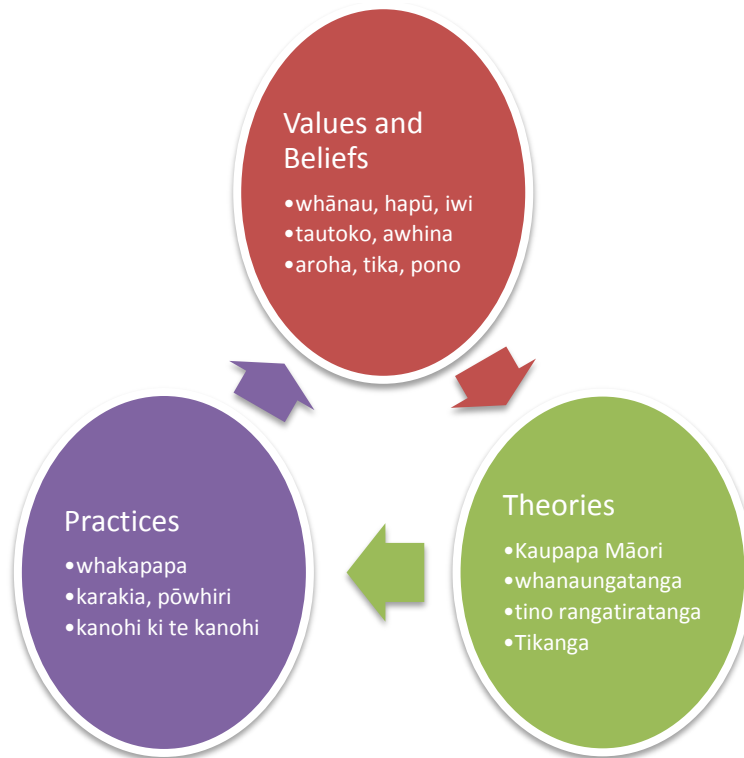 Values and
Beliefs
•whānau, hapū, iwi
•tautoko, awhina
•aroha, tika, pono
Theories
•Kaupapa Māori
•whanaungatanga
•tino rangatiratanga
•Tikanga
Practices
•whakapapa
•karakia, pōwhiri
•kanohi ki te kanohi